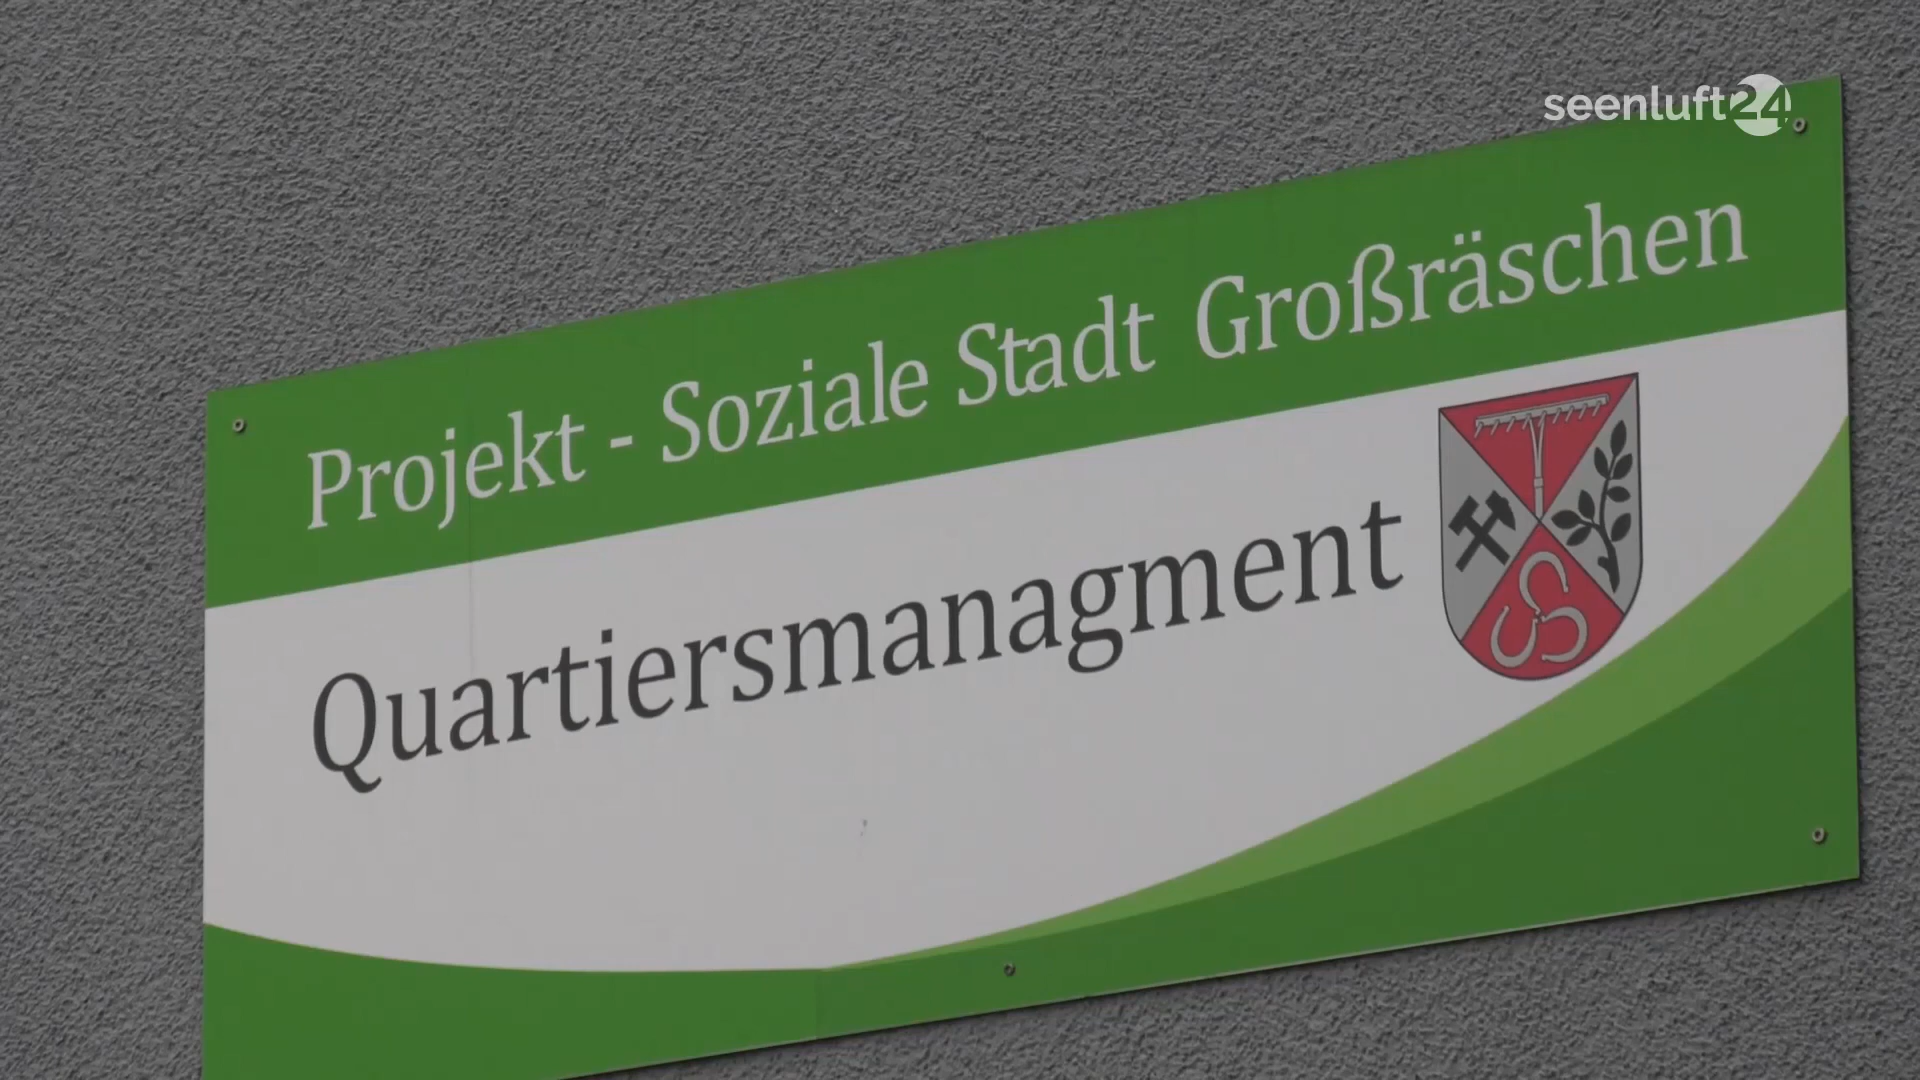 seenluft24
Projekt - Soziale Stadt Großräschen
Quartiersmanagment